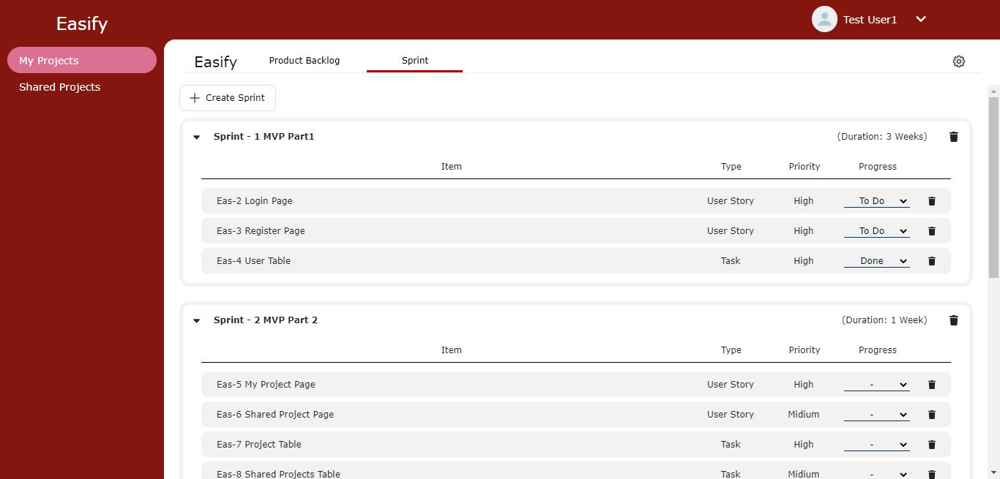 Easify
Test User1
My Projects
Shared Projects
Easify Product Backlog Sprint
Create Sprint
Sprint - 1 MVP Part1 (Duration: 3 Weeks)
Item Type Priority Progress
Eas-2 Login Page User Story High To Do
Eas-3 Register Page User Story High To Do
Eas-4 User Table Task High Done
Sprint - 2 MVP Part 2 (Duration: 1 Week)
Item Type Priority Progress
Eas-5 My Project Page User Story High -
Eas-6 Shared Project Page User Story Midium -
Eas-7 Project Table Task High -
Eas-8 Shared Projects Table Task Midium -